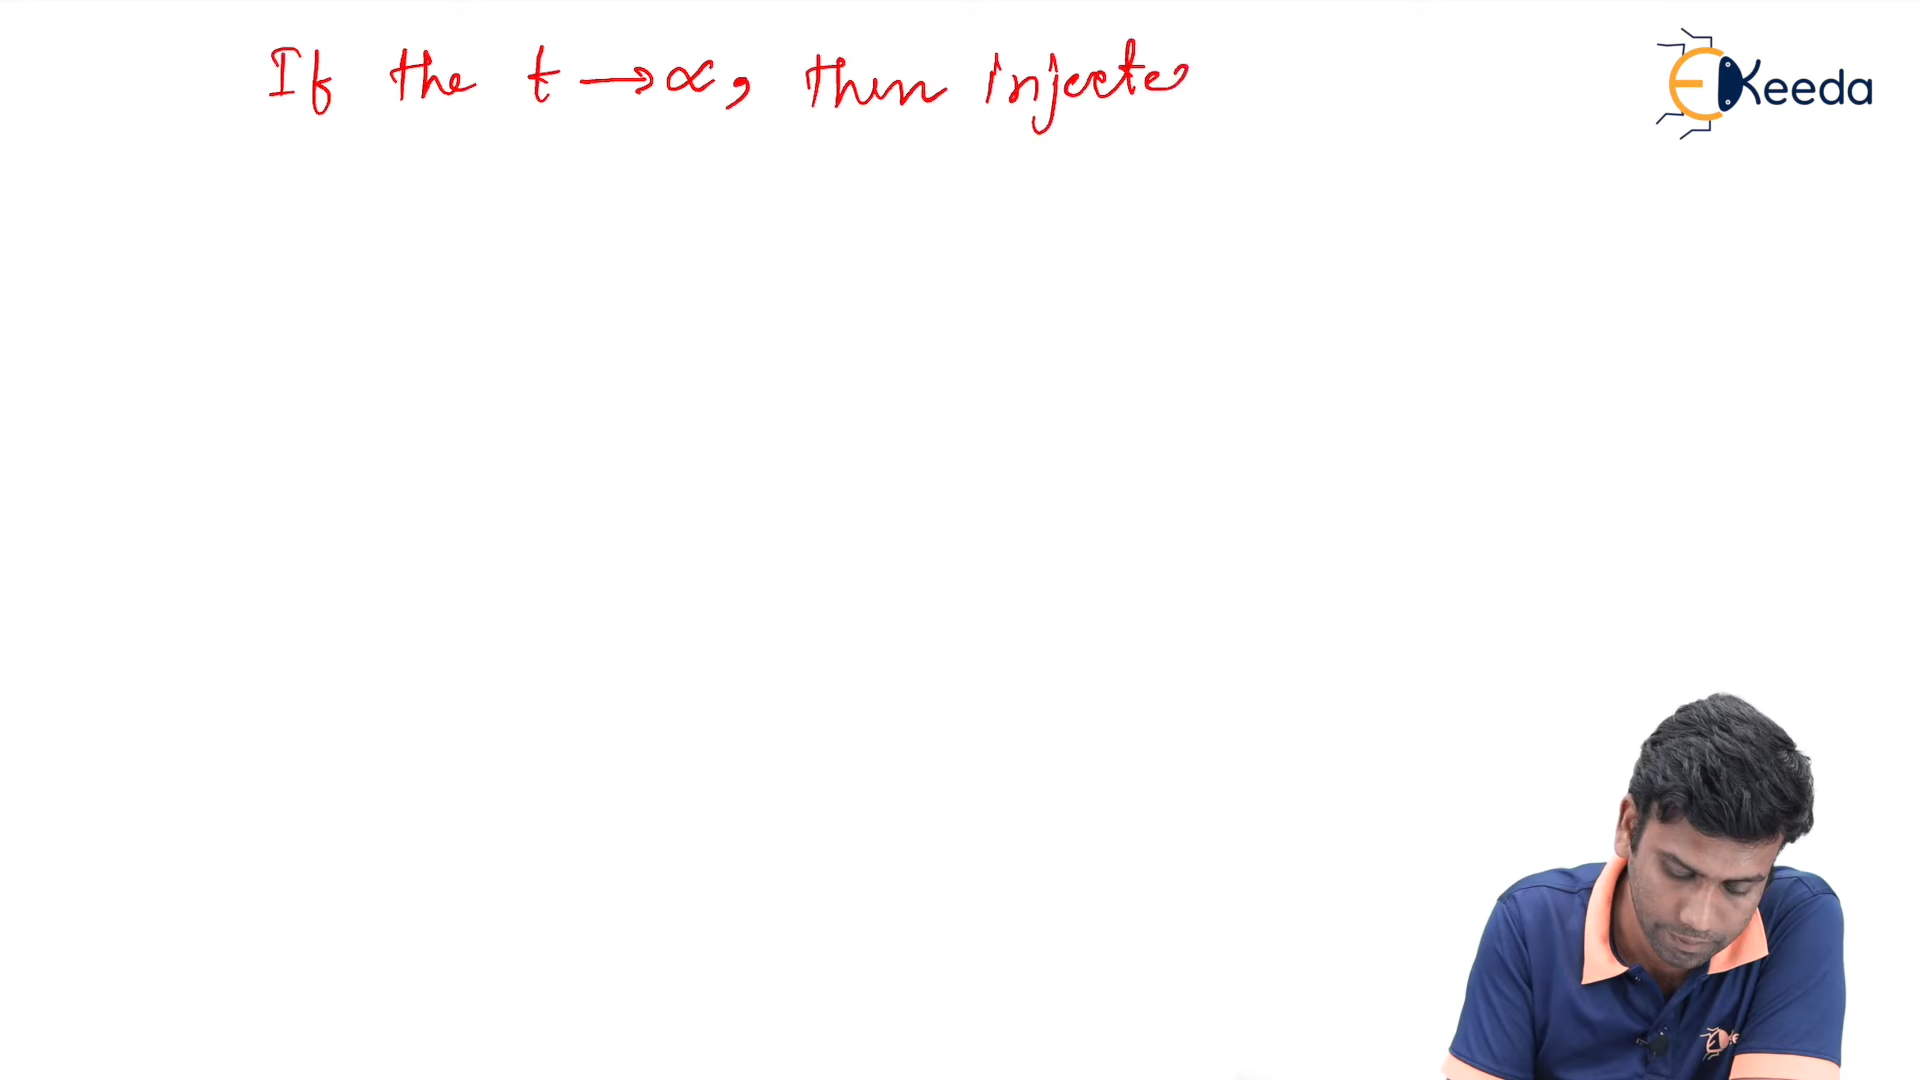 If the t → ∝, then injecte
EKeeda